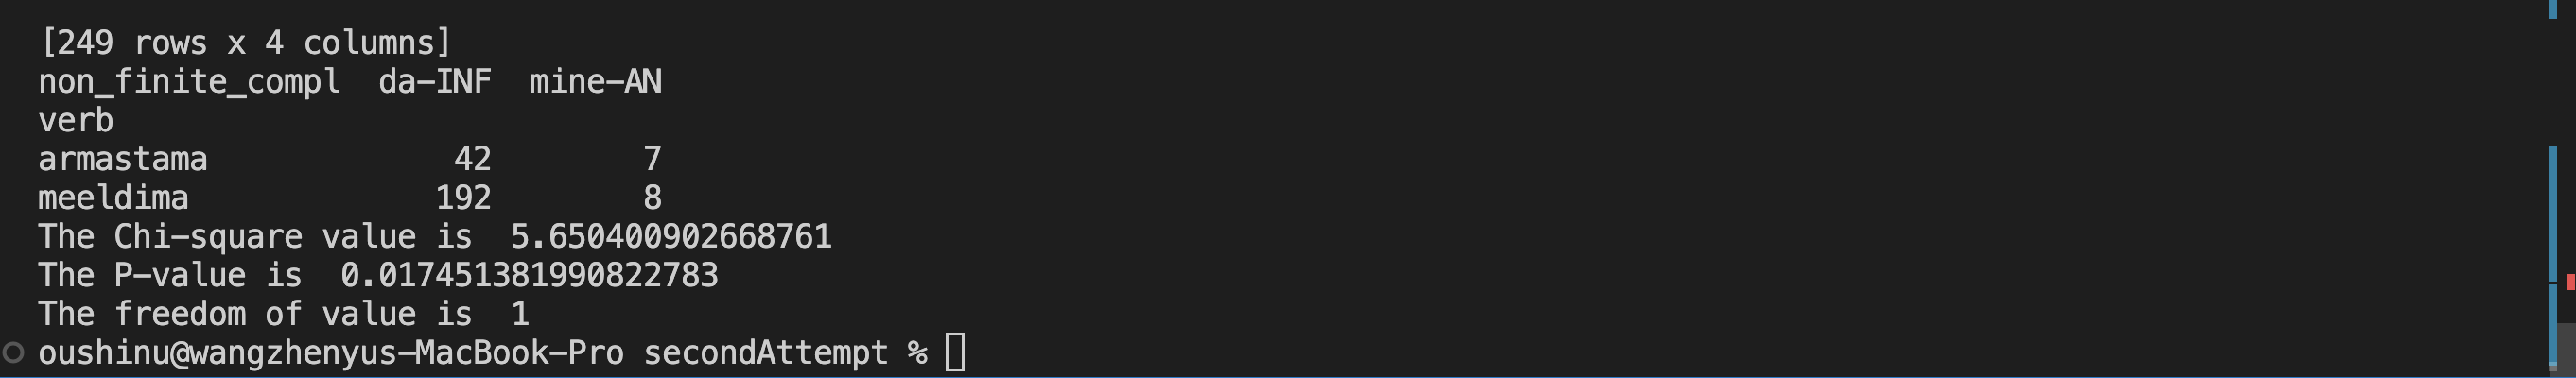 [249 rows x 4 columns]
non_finite_compl  da-INF  mine-AN
verb
armastama             42        7
meeldima             192        8
The Chi-square value is  5.650400902668761
The P-value is  0.017451381990822783
The freedom of value is  1
oushinu@wangzhenyus-MacBook-Pro secondAttempt %